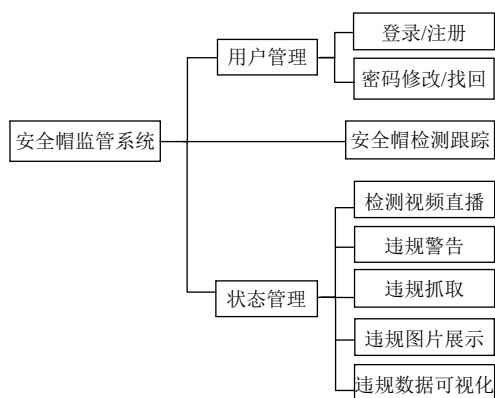 登录/注册
用户管理
密码修改/找回
安全帽监管系统
安全帽检测跟踪
检测视频直播
违规警告
状态管理
违规抓取
违规图片展示
违规数据可视化